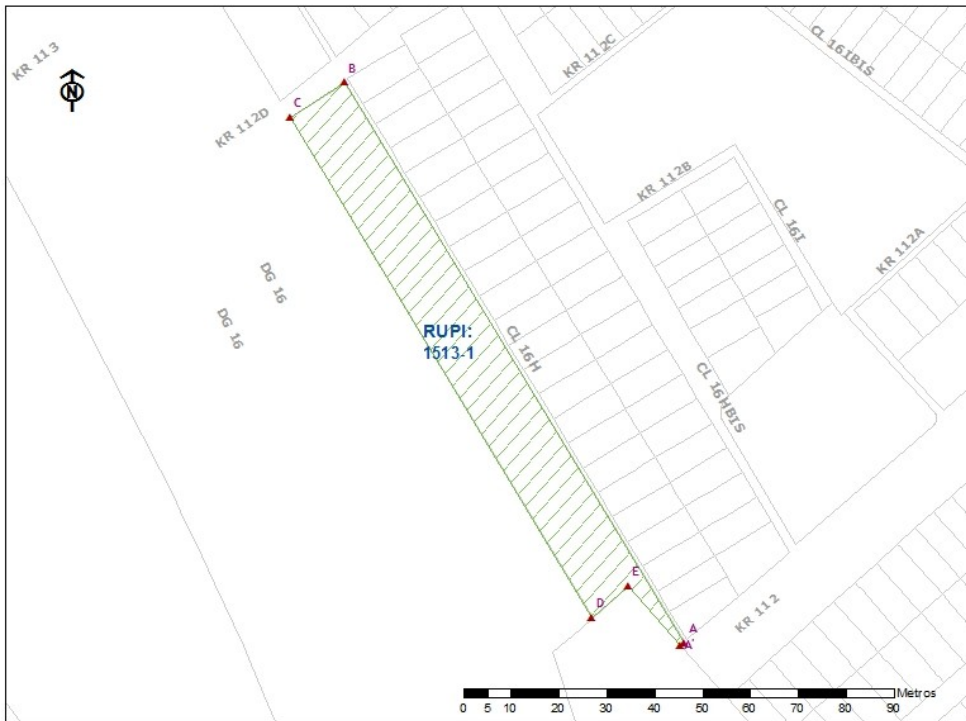 KR 113
N
KR 112D
B
C
KR 112C
CL 16IBIS
KR 112B
CL 16I
KR 112A
DG 16
DG 16
RUPI:
1513-1
CL 16H
CL 16HBIS
E
D
A
A'
KR 112
Metros
0 5 10 20 30 40 50 60 70 80 90